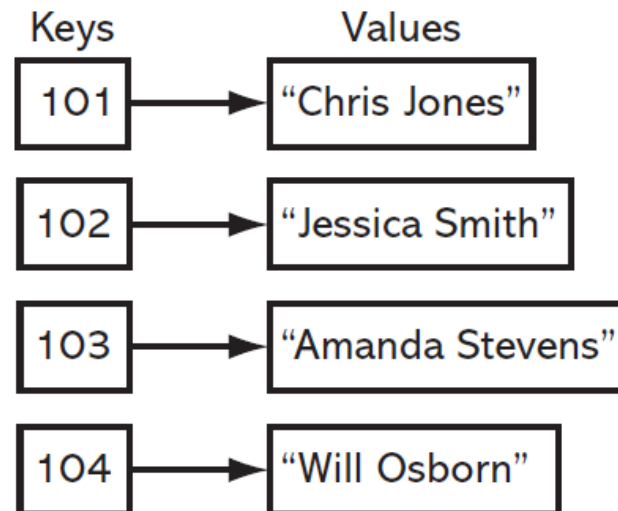 Keys Values
101 “Chris Jones”
102 “Jessica Smith”
103 “Amanda Stevens”
104 “Will Osborn”